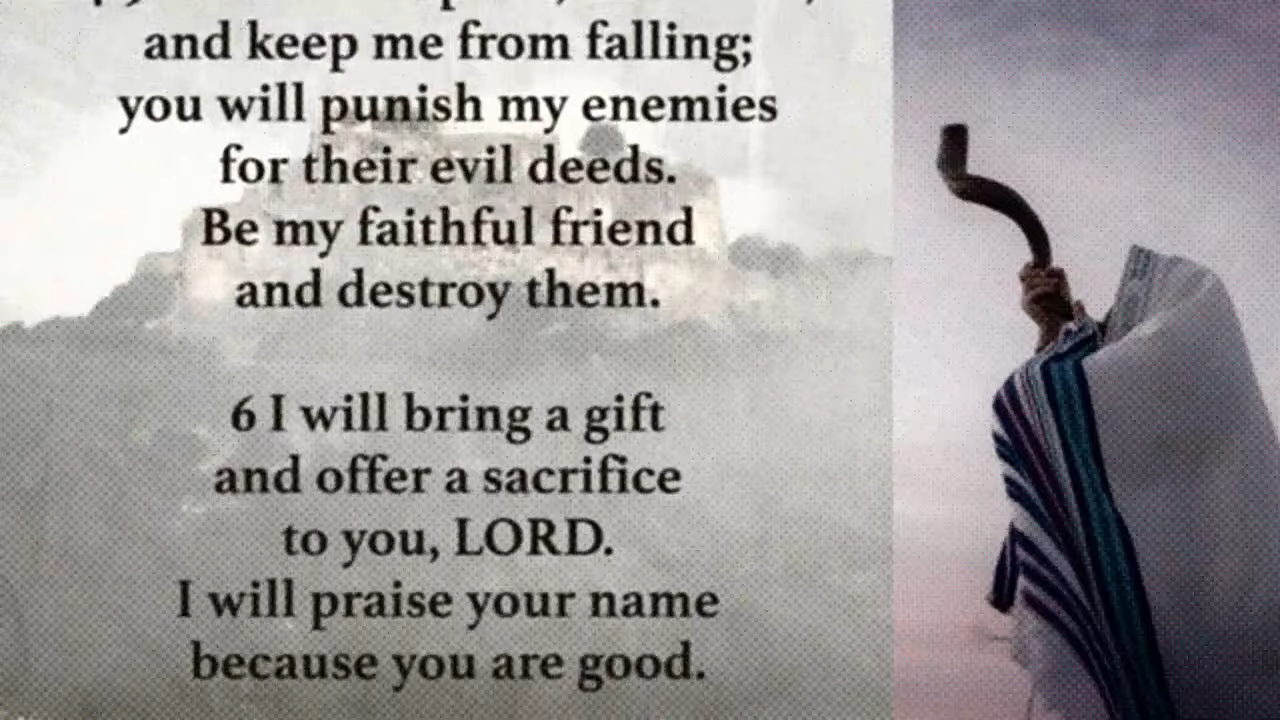 and keep me from falling;
you will punish my enemies
for their evil deeds.
Be my faithful friend
and destroy them.
6 I will bring a gift
and offer a sacrifice
to you, LORD.
I will praise your name
because you are good.